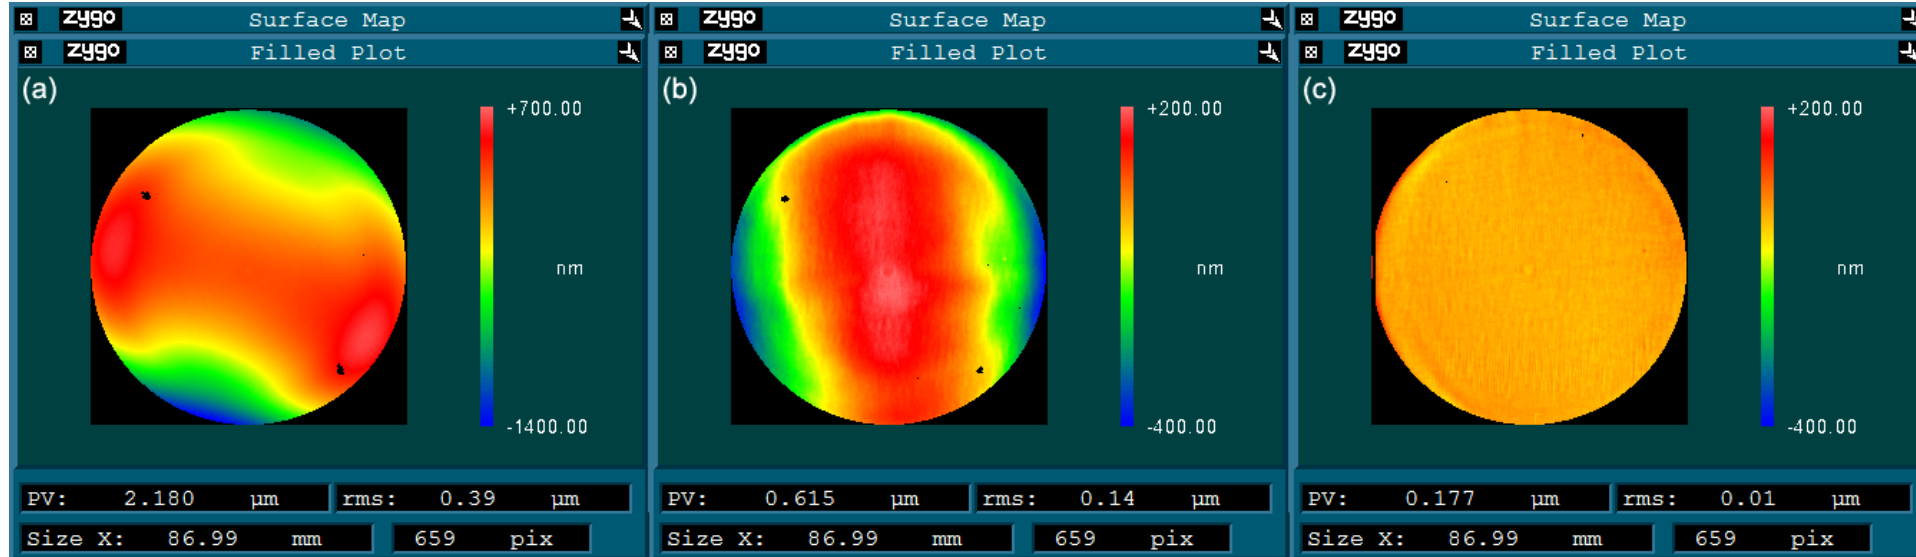 zygo Surface Map
zygo Filled Plot
(a)
+700.00
nm
-1400.00
PV: 2.180 µm rms: 0.39 µm
Size X: 86.99 mm 659 pix
zygo Surface Map
zygo Filled Plot
(b)
+200.00
nm
-400.00
PV: 0.615 µm rms: 0.14 µm
Size X: 86.99 mm 659 pix
zygo Surface Map
zygo Filled Plot
(c)
+200.00
nm
-400.00
PV: 0.177 µm rms: 0.01 µm
Size X: 86.99 mm 659 pix